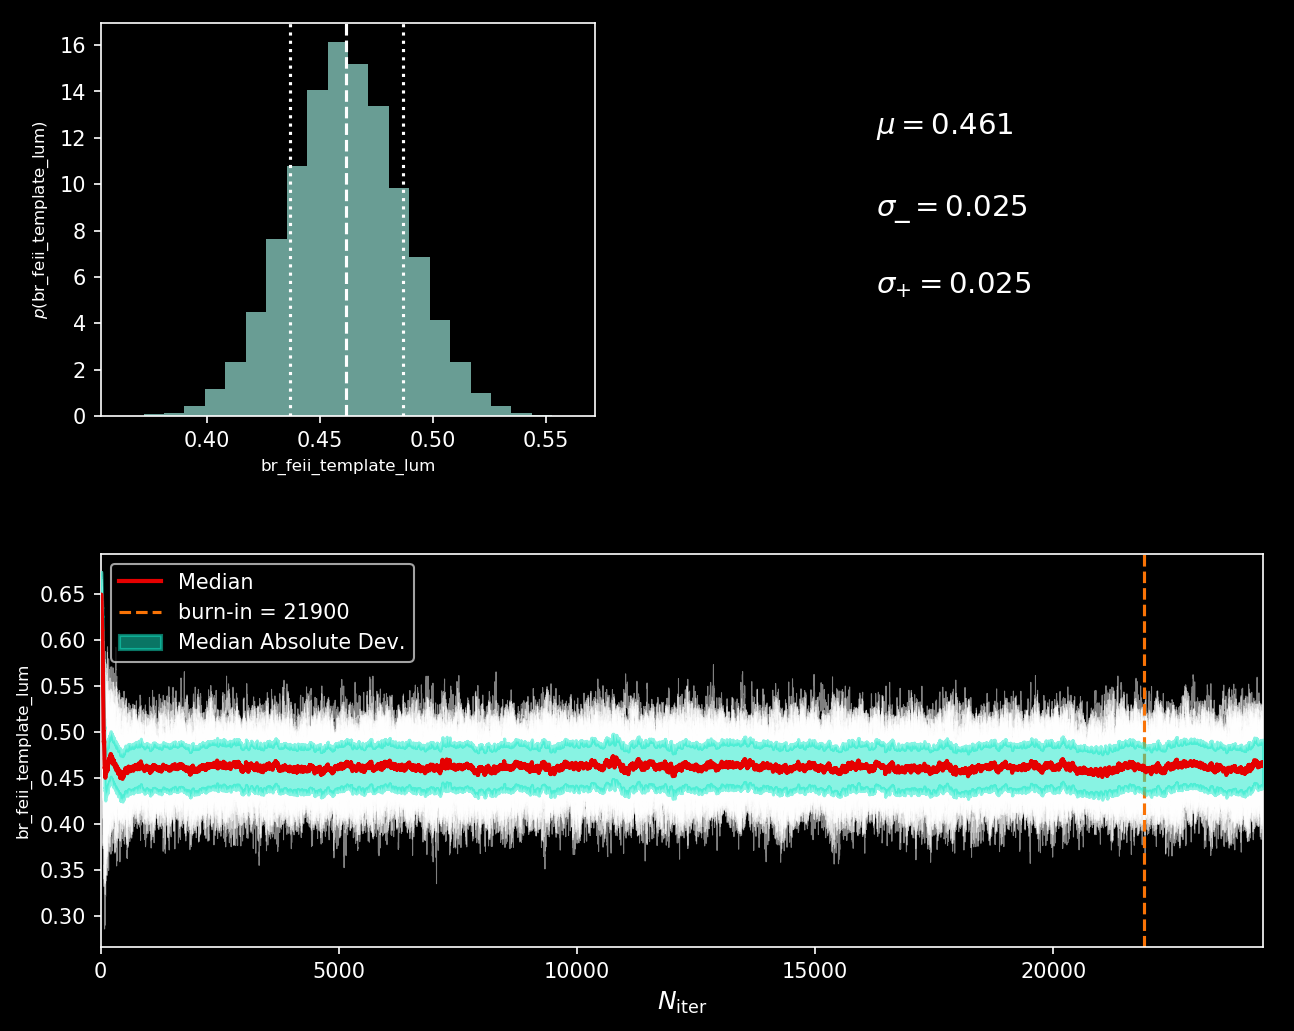 16
14
12
10
8
6
4
2
0
p(br_feii_template_lum)
0.40 0.45 0.50 0.55
br_feii_template_lum
μ = 0.461
σ_ = 0.025
σ+ = 0.025
Median
burn-in = 21900
Median Absolute Dev.
0.65
0.60
0.55
0.50
0.45
0.40
0.35
0.30
br_feii_template_lum
0 5000 10000 15000 20000
Niter